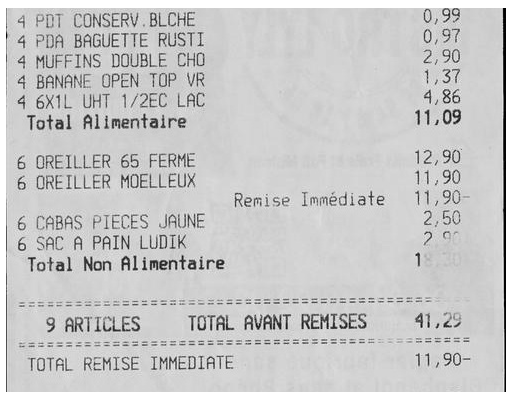 4 PDT CONSERV.BLCHE 0,99
4 PDA BAGUETTE RUSTI 0,97
4 MUFFINS DOUBLE CHO 2,90
4 BANANE OPEN TOP VR 1,37
4 6X1L UHT 1/2EC LAC 4,86
Total Alimentaire 11,09
6 OREILLER 65 FERME 12,90
6 OREILLER MOELLEUX 11,90
Remise Immédiate 11,90-
6 CABAS PIECES JAUNE 2,50
6 SAC A PAIN LUDIK 2,90
Total Non Alimentaire 18,30
================================================
9 ARTICLES TOTAL AVANT REMISES 41,29
================================================
TOTAL REMISE IMMEDIATE 11,90-